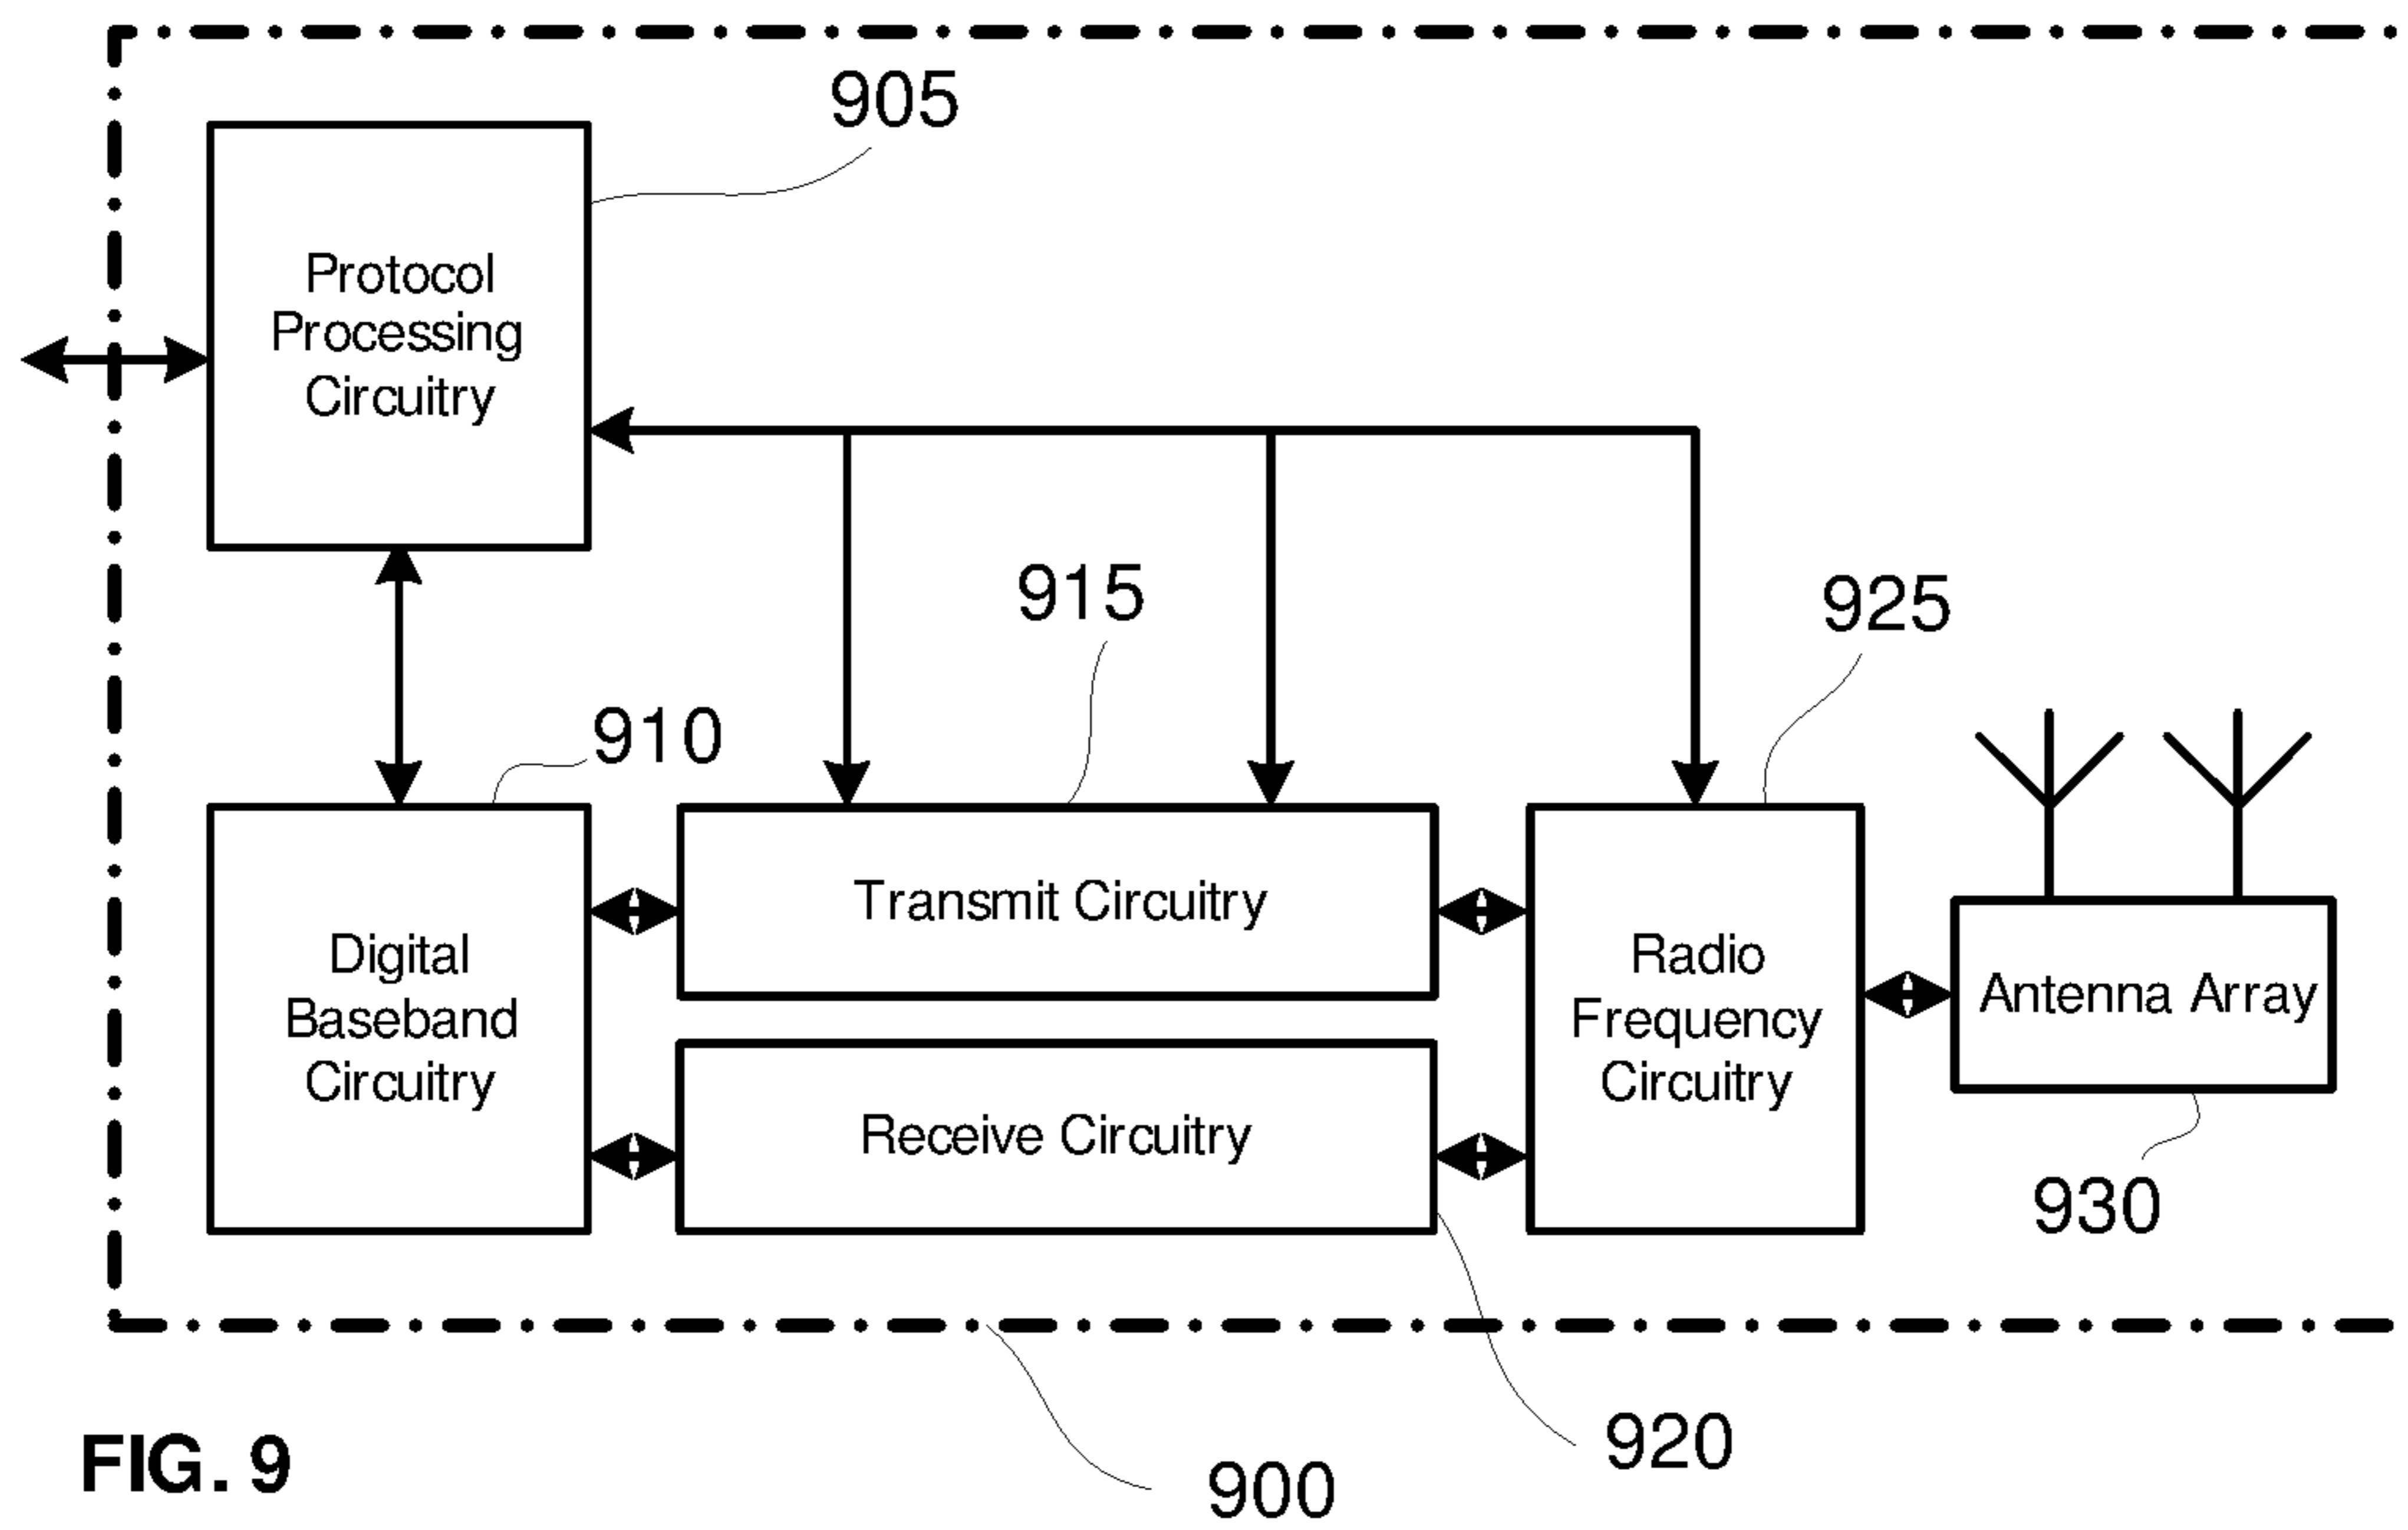 905
Protocol
Processing
Circuitry
915
925
910
Transmit Circuitry
Digital
Baseband
Circuitry
Radio
Frequency
Circuitry
Antenna Array
Receive Circuitry
930
920
FIG. 9
900